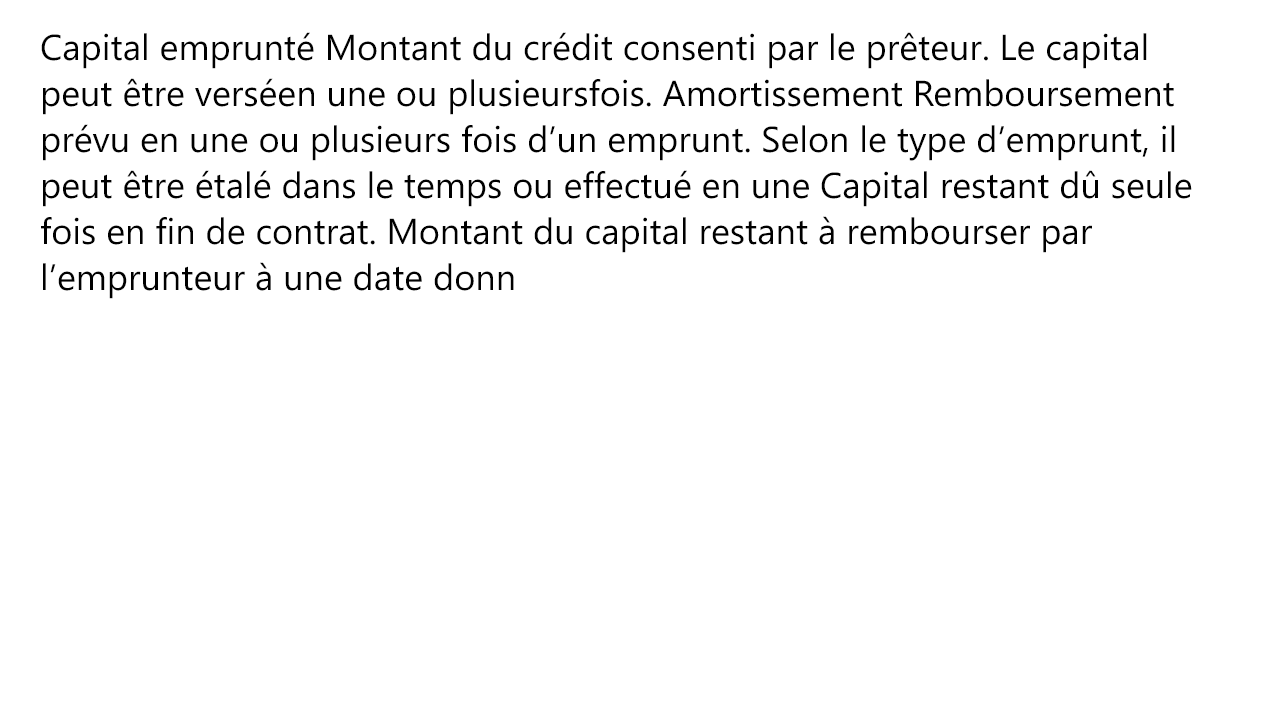 Capital emprunté Montant du crédit consenti par le prêteur. Le capital
peut être verséen une ou plusieursfois. Amortissement Remboursement
prévu en une ou plusieurs fois d’un emprunt. Selon le type d’emprunt, il
peut être étalé dans le temps ou effectué en une Capital restant dû seule
fois en fin de contrat. Montant du capital restant à rembourser par
l’emprunteur à une date donn